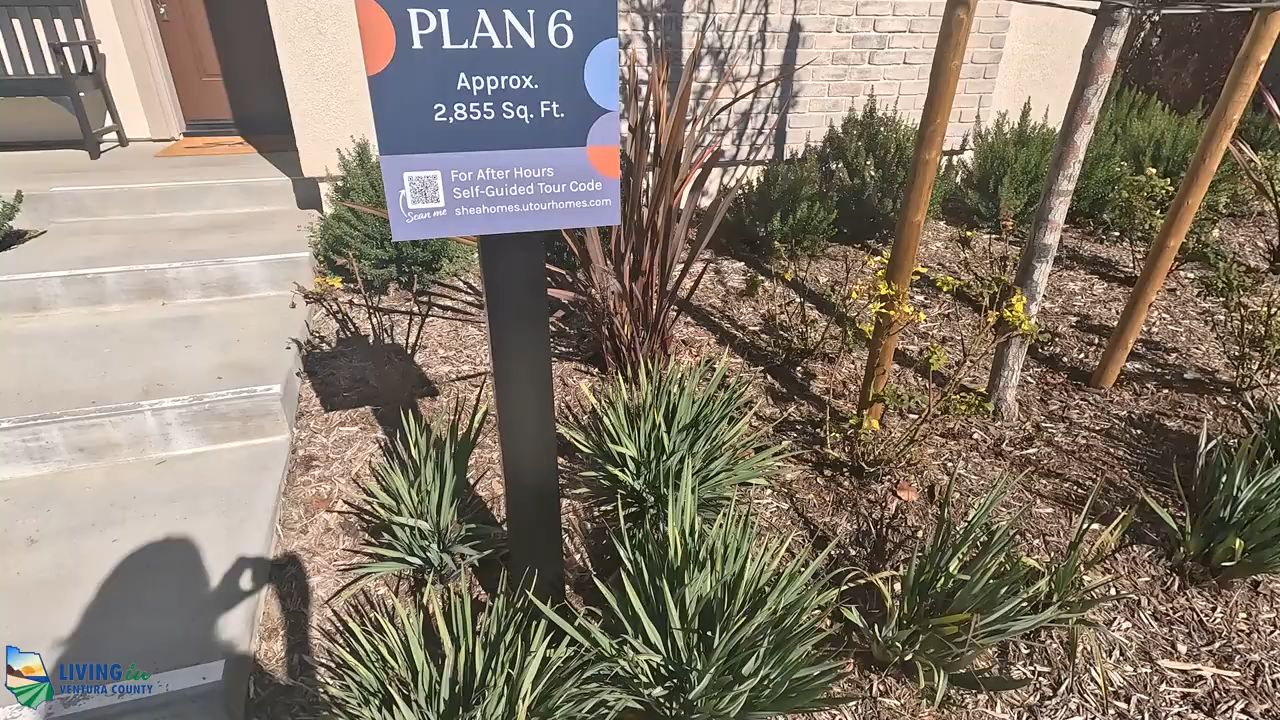 PLAN 6
Approx.
2,855 Sq. Ft.
For After Hours
Self-Guided Tour Code
sheahomes.utourhomes.com
Scan me
LIVING in
VENTURA COUNTY